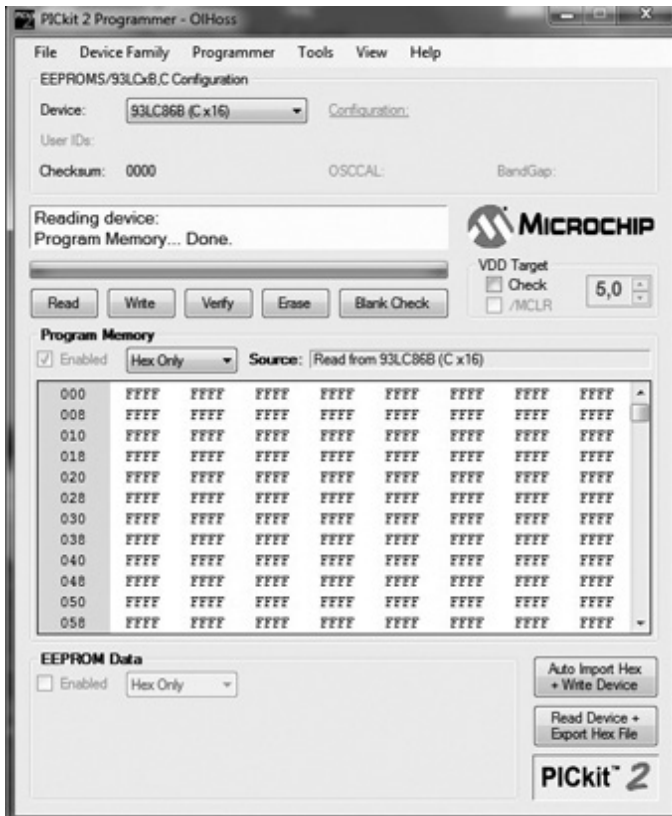 PICkit 2 Programmer - OlHoss
File Device Family Programmer Tools View Help
EEPROMS/93LCxB,C Configuration
Device: 93LC86B (C x16) Configuration:
User IDs:
Checksum: 0000 OSCCAL: BandGap:
Reading device:
Program Memory... Done.
MICROCHIP
VDD Target
Check
/MCLR
5,0
Read Write Verify Erase Blank Check
Program Memory
Enabled Hex Only Source: Read from 93LC86B (C x16)
000 FFFF FFFF FFFF FFFF FFFF FFFF FFFF FFFF
008 FFFF FFFF FFFF FFFF FFFF FFFF FFFF FFFF
010 FFFF FFFF FFFF FFFF FFFF FFFF FFFF FFFF
018 FFFF FFFF FFFF FFFF FFFF FFFF FFFF FFFF
020 FFFF FFFF FFFF FFFF FFFF FFFF FFFF FFFF
028 FFFF FFFF FFFF FFFF FFFF FFFF FFFF FFFF
030 FFFF FFFF FFFF FFFF FFFF FFFF FFFF FFFF
038 FFFF FFFF FFFF FFFF FFFF FFFF FFFF FFFF
040 FFFF FFFF FFFF FFFF FFFF FFFF FFFF FFFF
048 FFFF FFFF FFFF FFFF FFFF FFFF FFFF FFFF
050 FFFF FFFF FFFF FFFF FFFF FFFF FFFF FFFF
058 FFFF FFFF FFFF FFFF FFFF FFFF FFFF FFFF
EEPROM Data
Enabled Hex Only
Auto Import Hex
+ Write Device
Read Device +
Export Hex File
PICkit™ 2